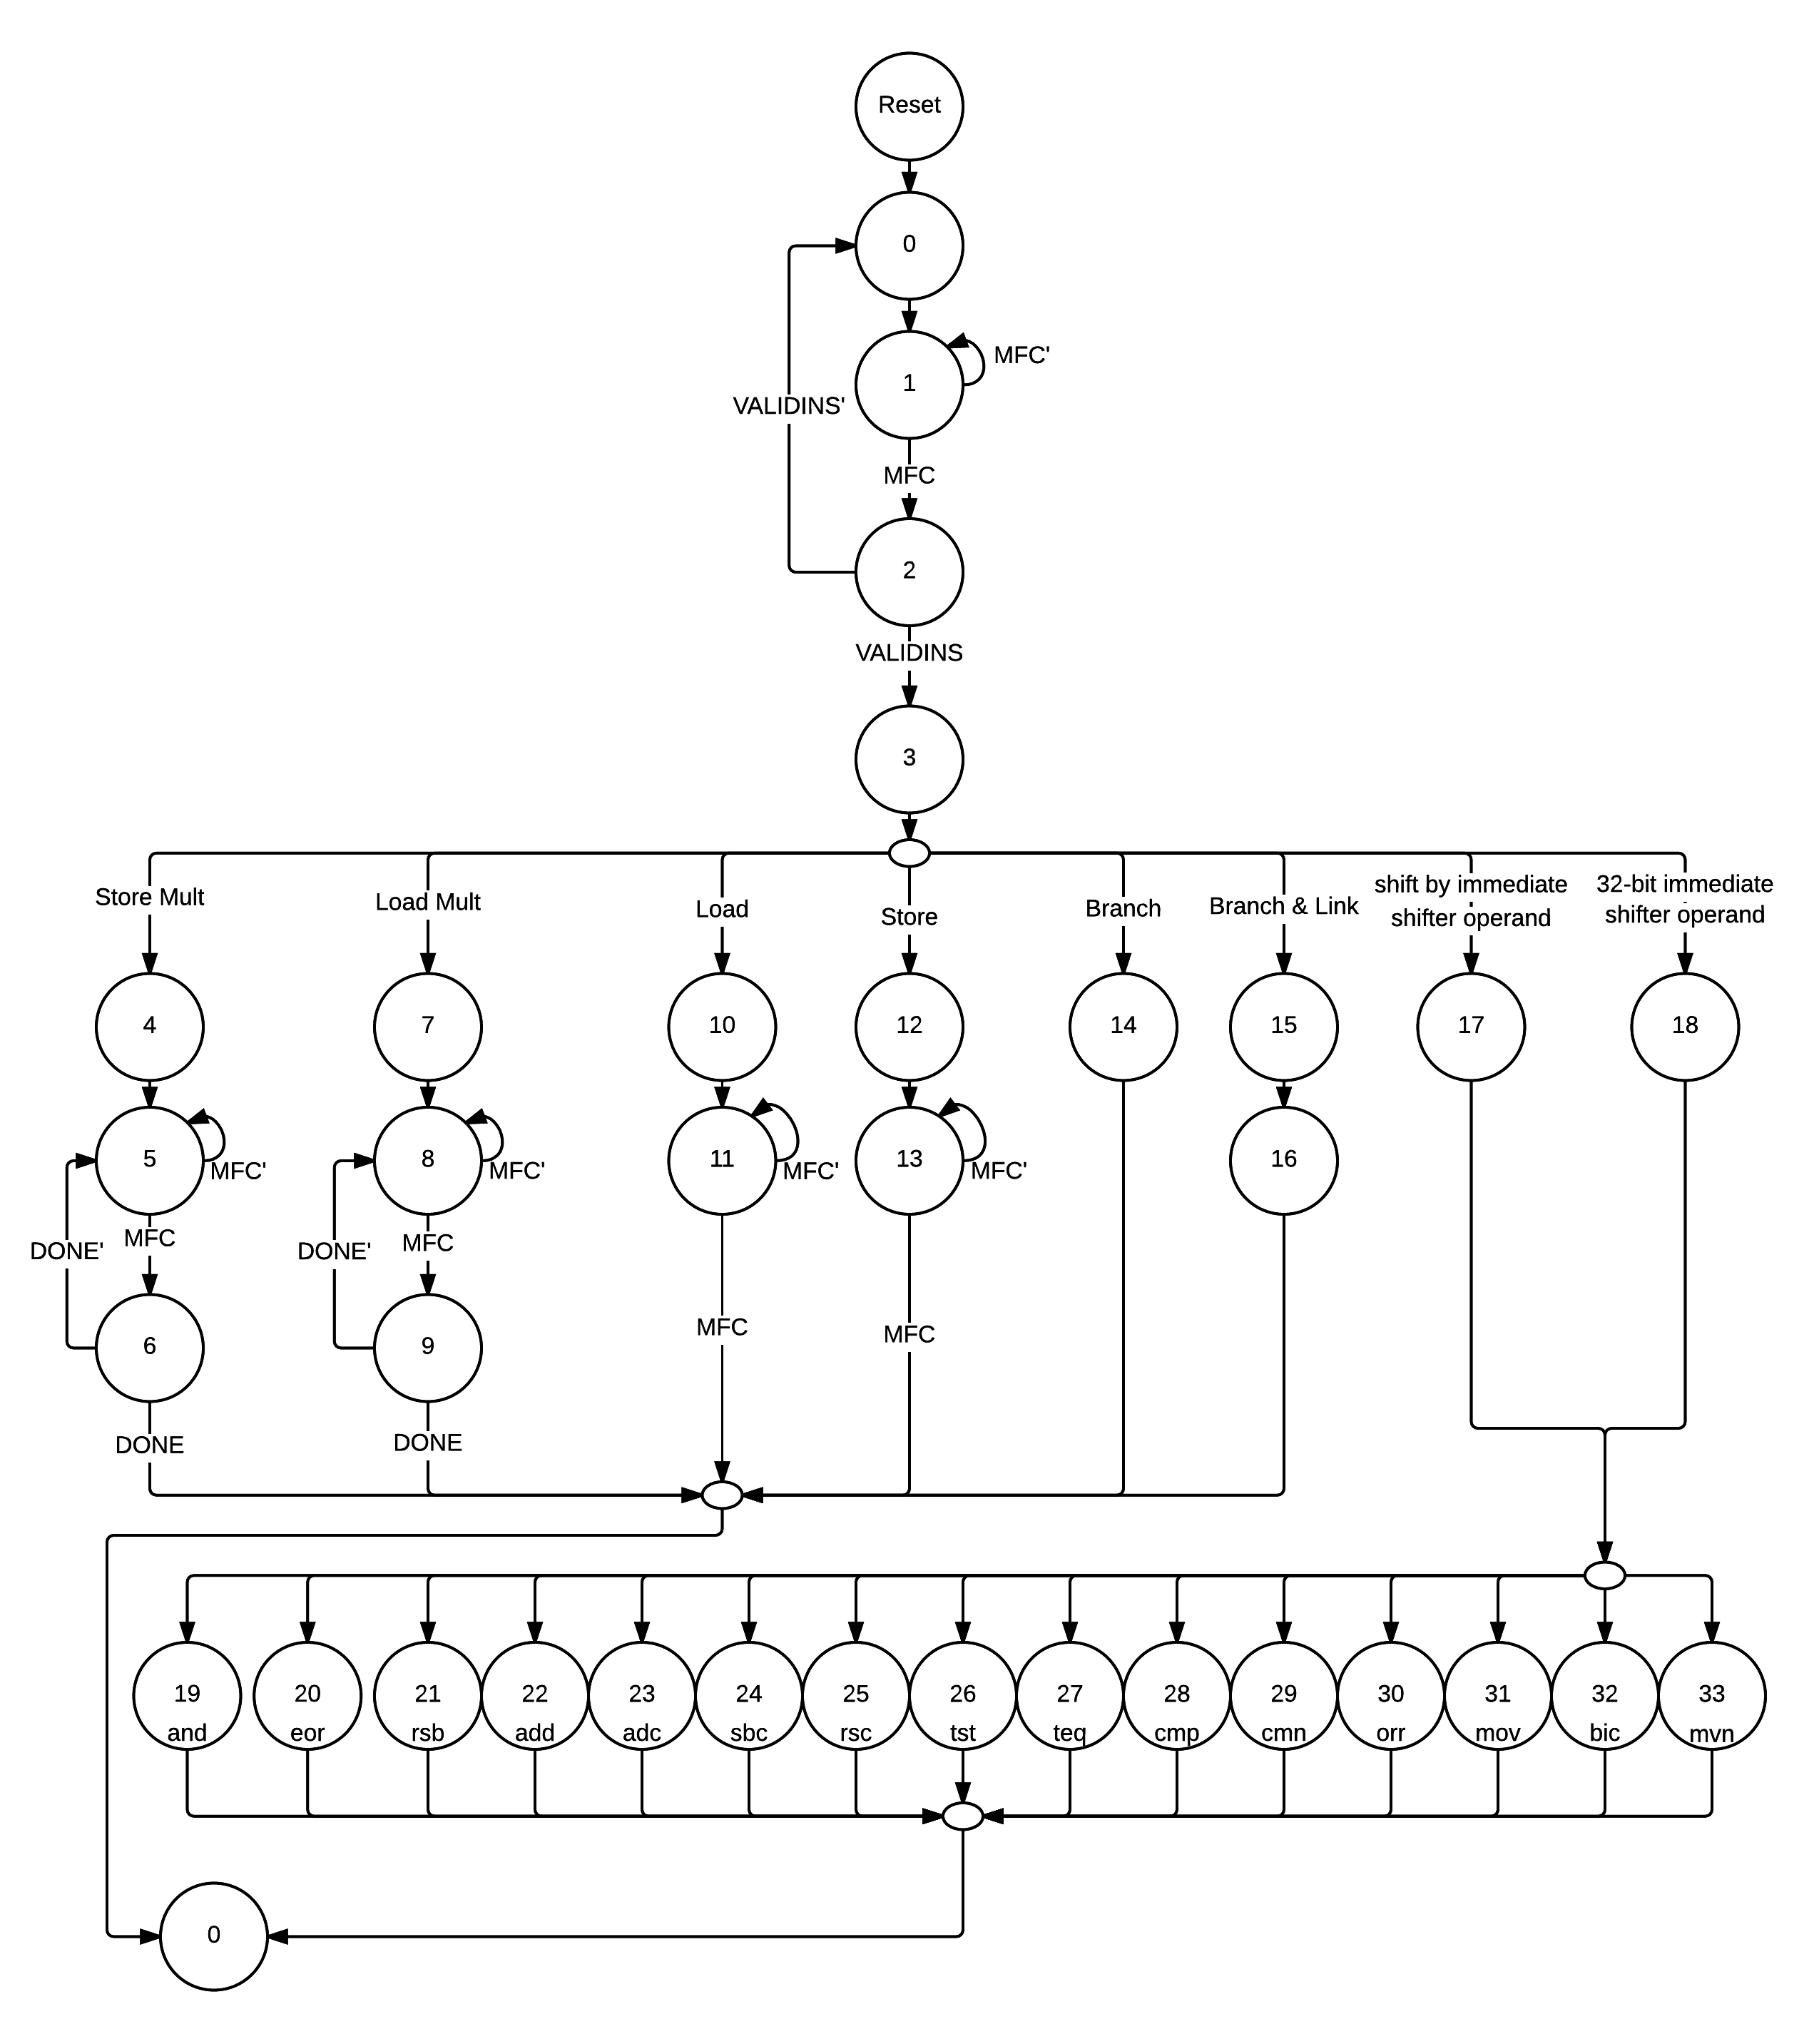 Reset
0
1
MFC'
VALIDINS'
MFC
2
VALIDINS
3
Store Mult
Load Mult
Load
Store
Branch
Branch & Link
shift by immediate
shifter operand
32-bit immediate
shifter operand
4
7
10
12
14
15
17
18
5
MFC'
8
MFC'
11
MFC'
13
MFC'
16
DONE'
MFC
DONE'
MFC
MFC
MFC
6
9
DONE
DONE
19
and
20
eor
21
rsb
22
add
23
adc
24
sbc
25
rsc
26
tst
27
teq
28
cmp
29
cmn
30
orr
31
mov
32
bic
33
mvn
0